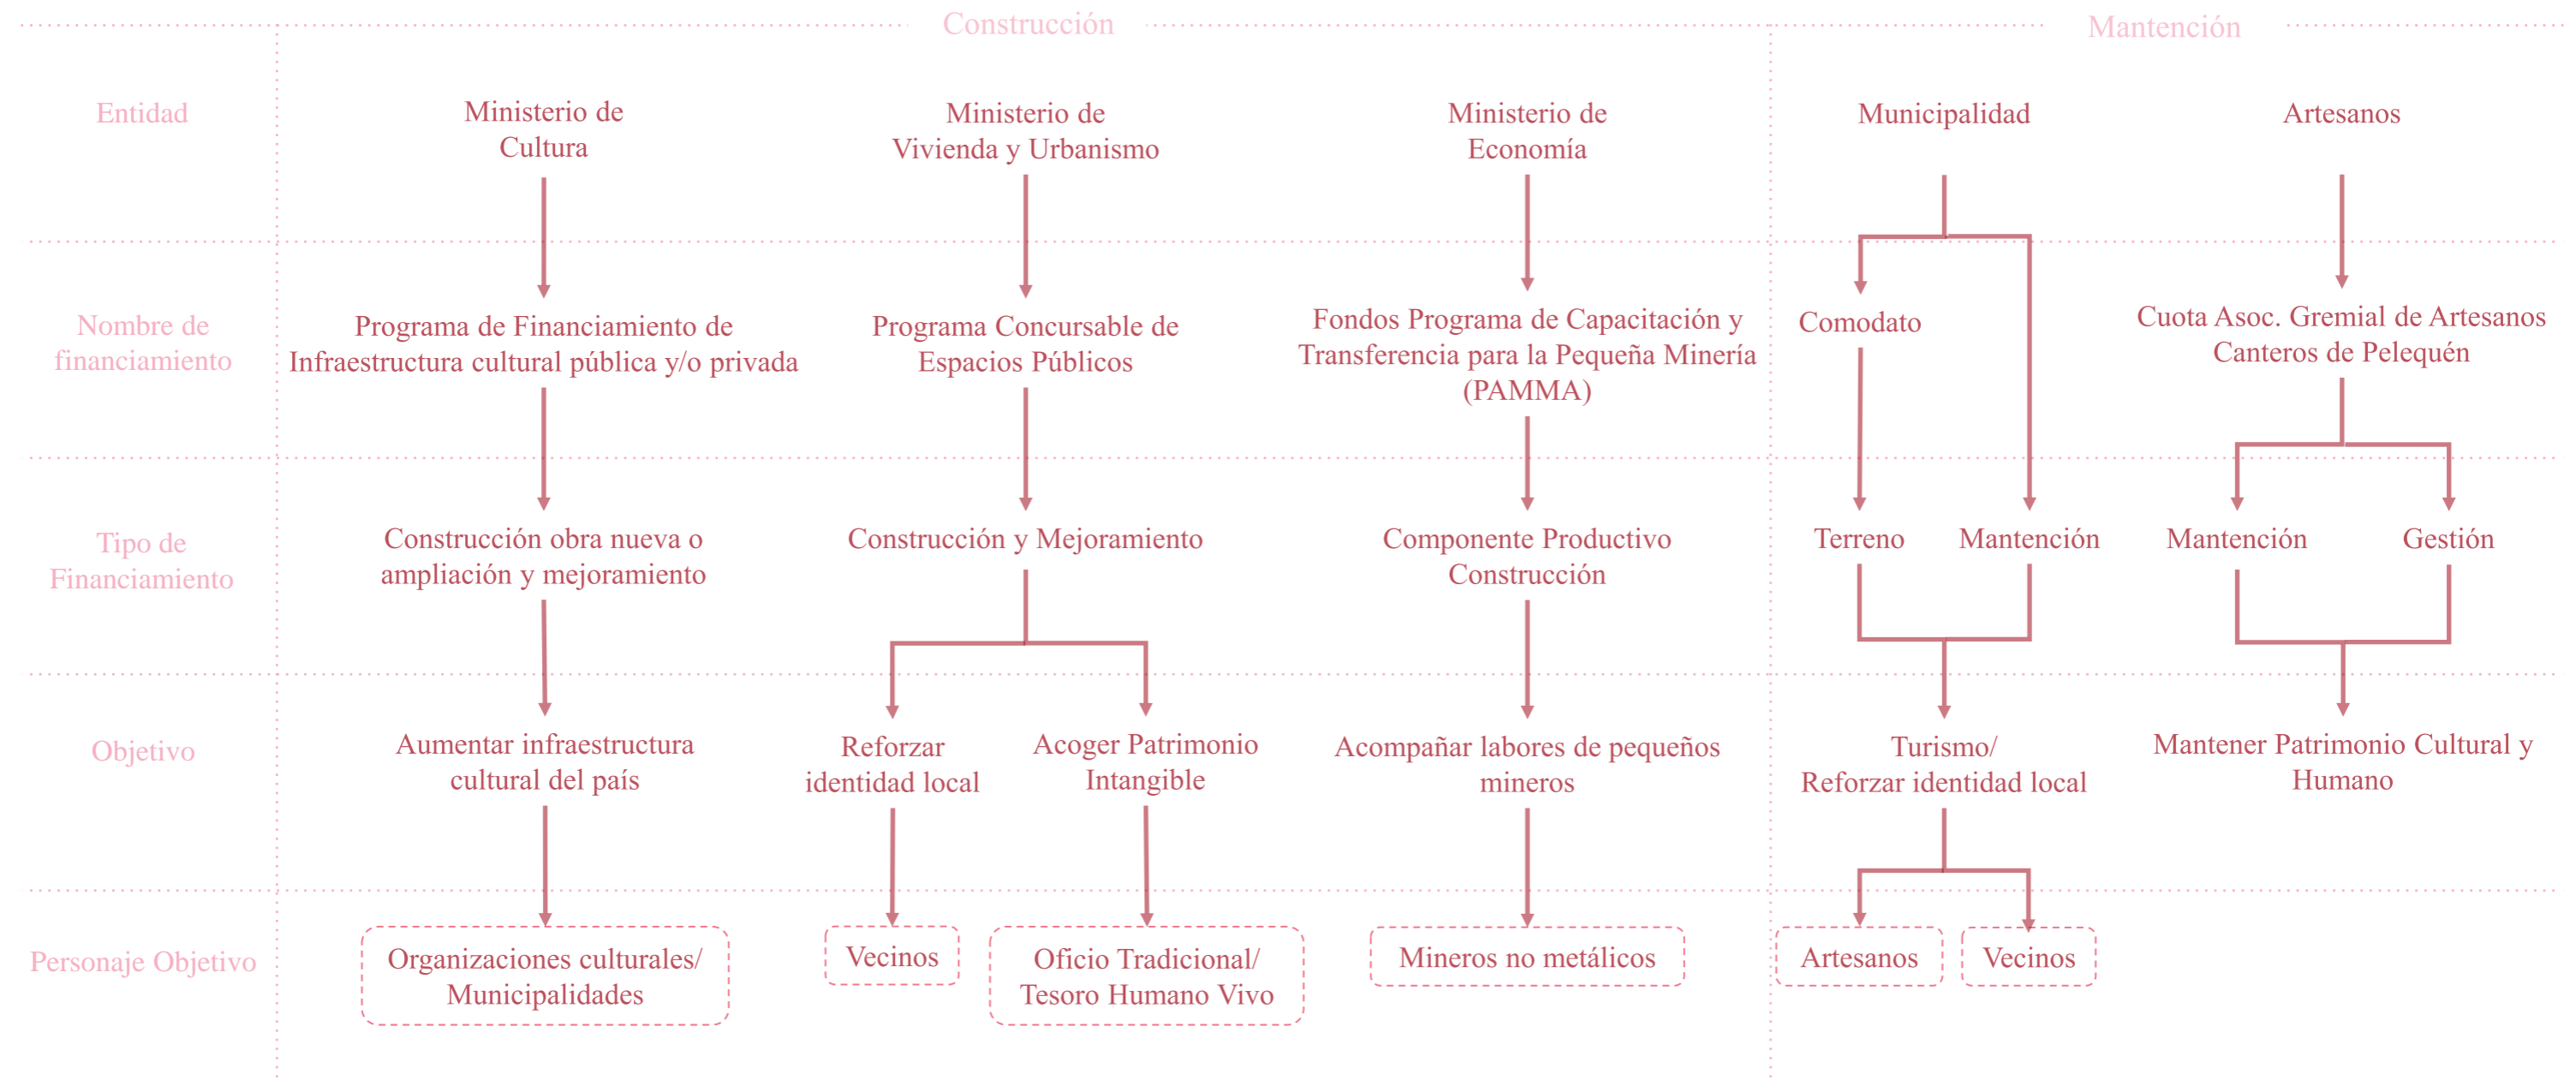 Construcción
Mantención
Entidad
Ministerio de
Cultura
Ministerio de
Vivienda y Urbanismo
Ministerio de
Economía
Municipalidad
Artesanos
Nombre de
financiamiento
Programa de Financiamiento de
Infraestructura cultural pública y/o privada
Programa Concursable de
Espacios Públicos
Fondos Programa de Capacitación y
Transferencia para la Pequeña Minería
(PAMMA)
Comodato
Cuota Asoc. Gremial de Artesanos
Canteros de Pelequén
Tipo de
Financiamiento
Construcción obra nueva o
ampliación y mejoramiento
Construcción y Mejoramiento
Componente Productivo
Construcción
Terreno
Mantención
Mantención
Gestión
Objetivo
Aumentar infraestructura
cultural del país
Reforzar
identidad local
Acoger Patrimonio
Intangible
Acompañar labores de pequeños
mineros
Turismo/
Reforzar identidad local
Mantener Patrimonio Cultural y
Humano
Personaje Objetivo
Organizaciones culturales/
Municipalidades
Vecinos
Oficio Tradicional/
Tesoro Humano Vivo
Mineros no metálicos
Artesanos
Vecinos